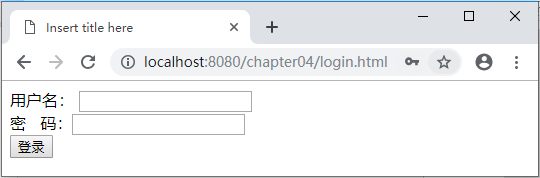 Insert title here
localhost:8080/chapter04/login.html
用户名：
密 码：
登录